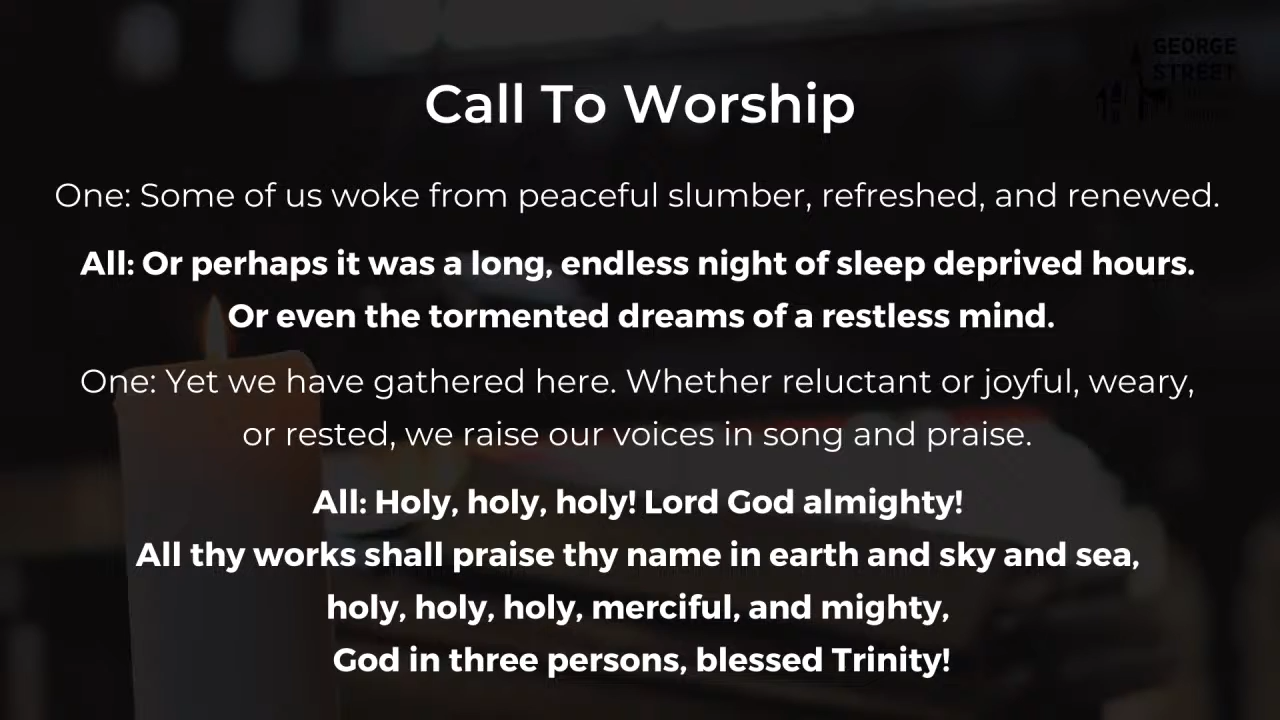 GEORGE
STREET
Call To Worship
One: Some of us woke from peaceful slumber, refreshed, and renewed.
All: Or perhaps it was a long, endless night of sleep deprived hours.
Or even the tormented dreams of a restless mind.
One: Yet we have gathered here. Whether reluctant or joyful, weary,
or rested, we raise our voices in song and praise.
All: Holy, holy, holy! Lord God almighty!
All thy works shall praise thy name in earth and sky and sea,
holy, holy, holy, merciful, and mighty,
God in three persons, blessed Trinity!